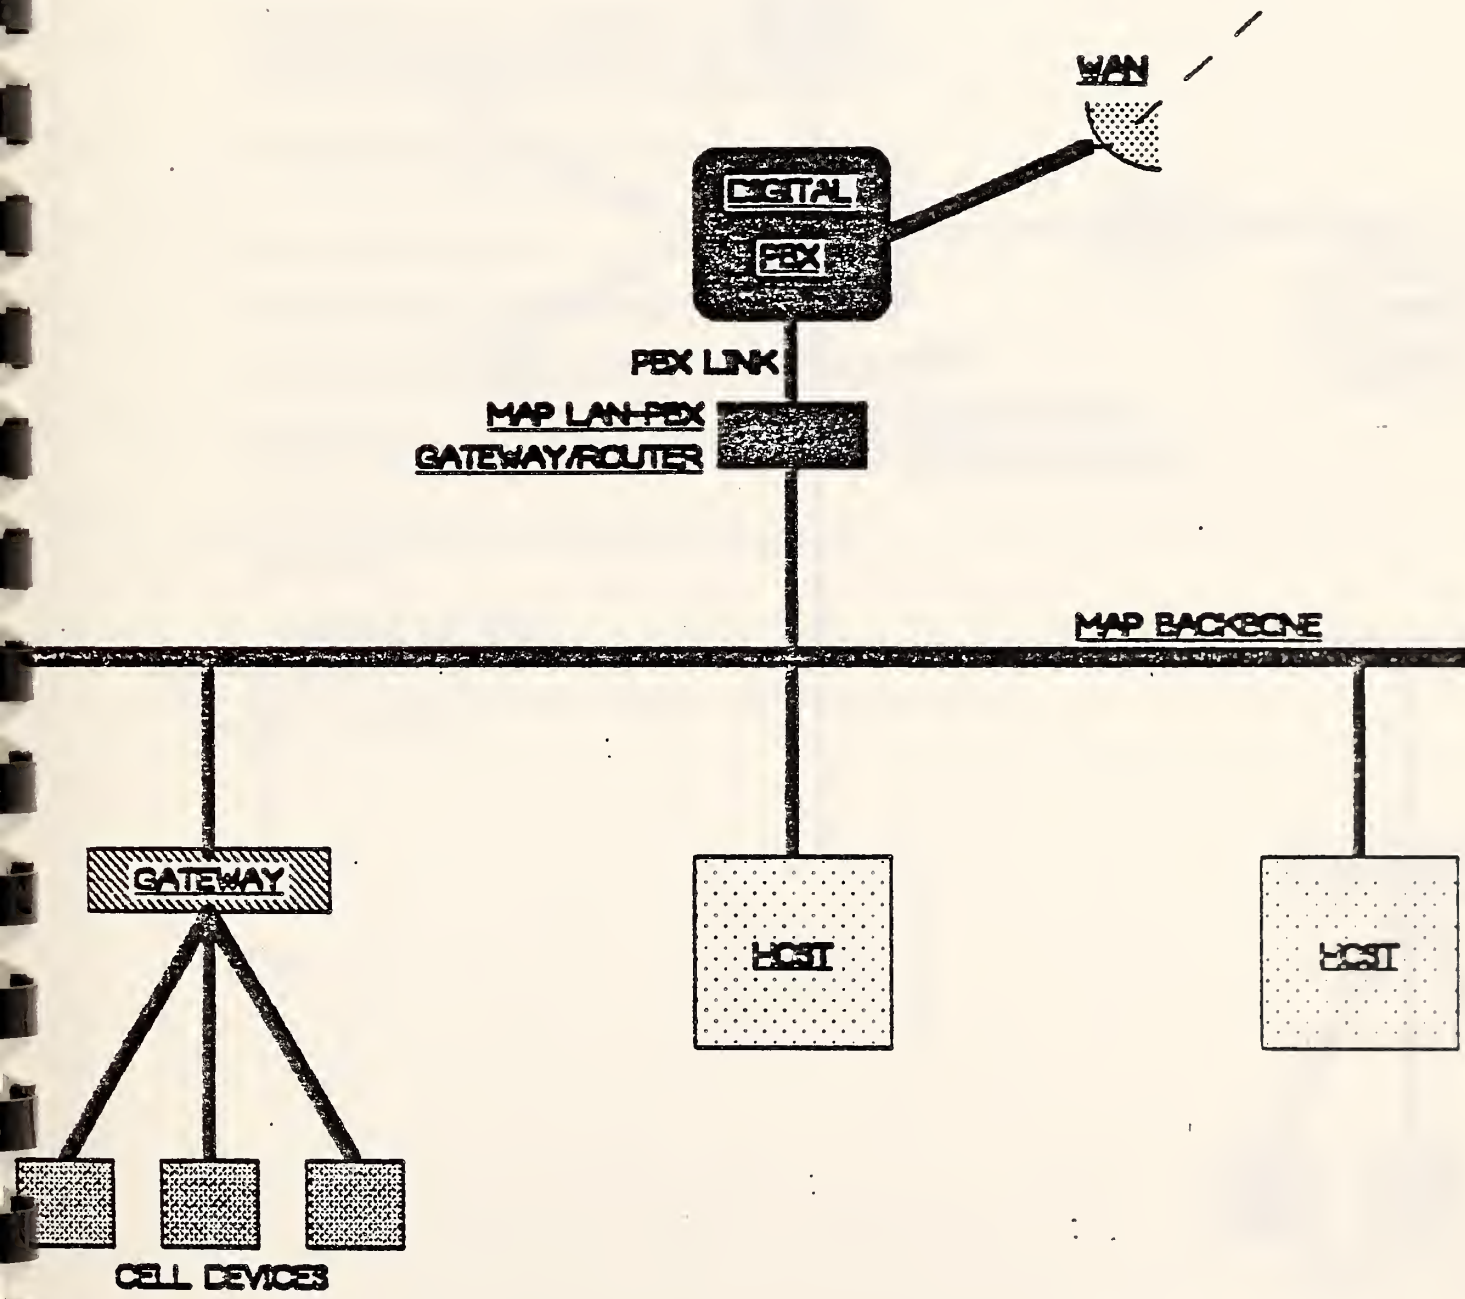 WAN
DIGITAL
PBX
PBX LINK
MAP LAN-PBX
GATEWAY/ROUTER
MAP BACKBONE
GATEWAY
HOST
HOST
CELL DEVICES